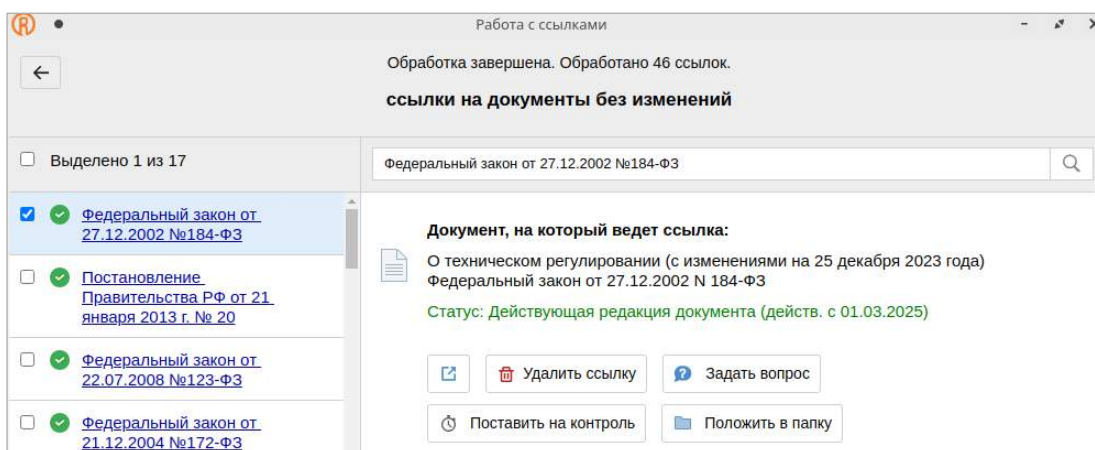 Работа с ссылками
Обработка завершена. Обработано 46 ссылок.
ссылки на документы без изменений
Выделено 1 из 17
Федеральный закон от 27.12.2002 №184-ФЗ
Федеральный закон от
27.12.2002 №184-ФЗ
Постановление
Правительства РФ от 21
января 2013 г. № 20
Федеральный закон от
22.07.2008 №123-ФЗ
Федеральный закон от
21.12.2004 №172-ФЗ
Документ, на который ведет ссылка:
О техническом регулировании (с изменениями на 25 декабря 2023 года)
Федеральный закон от 27.12.2002 N 184-ФЗ
Статус: Действующая редакция документа (действ. с 01.03.2025)
Удалить ссылку
Задать вопрос
Поставить на контроль
Положить в папку